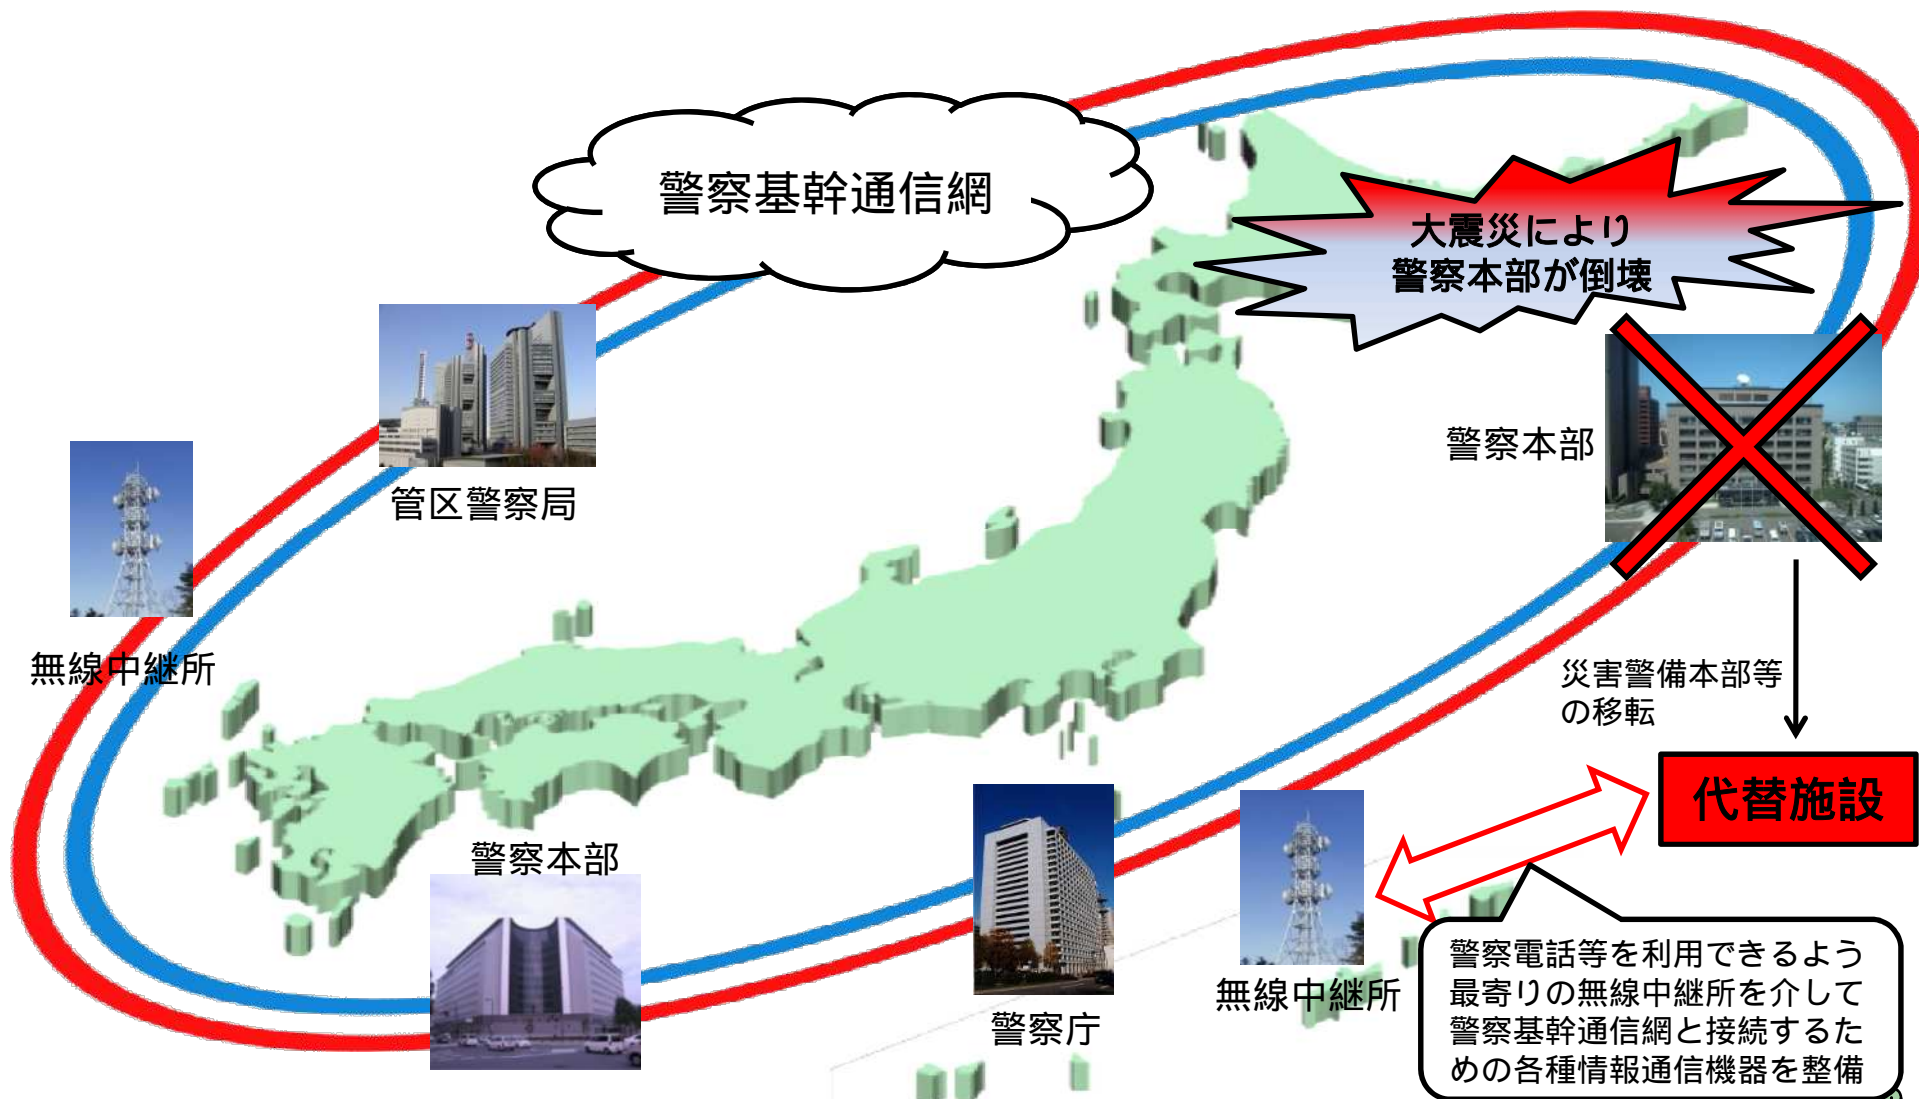 警察基幹通信網
大震災により
警察本部が倒壊
管区警察局
警察本部
無線中継所
災害警備本部等
の移転
代替施設
警察本部
警察庁
無線中継所
警察電話等を利用できるよう
最寄りの無線中継所を介して
警察基幹通信網と接続するた
めの各種情報通信機器を整備